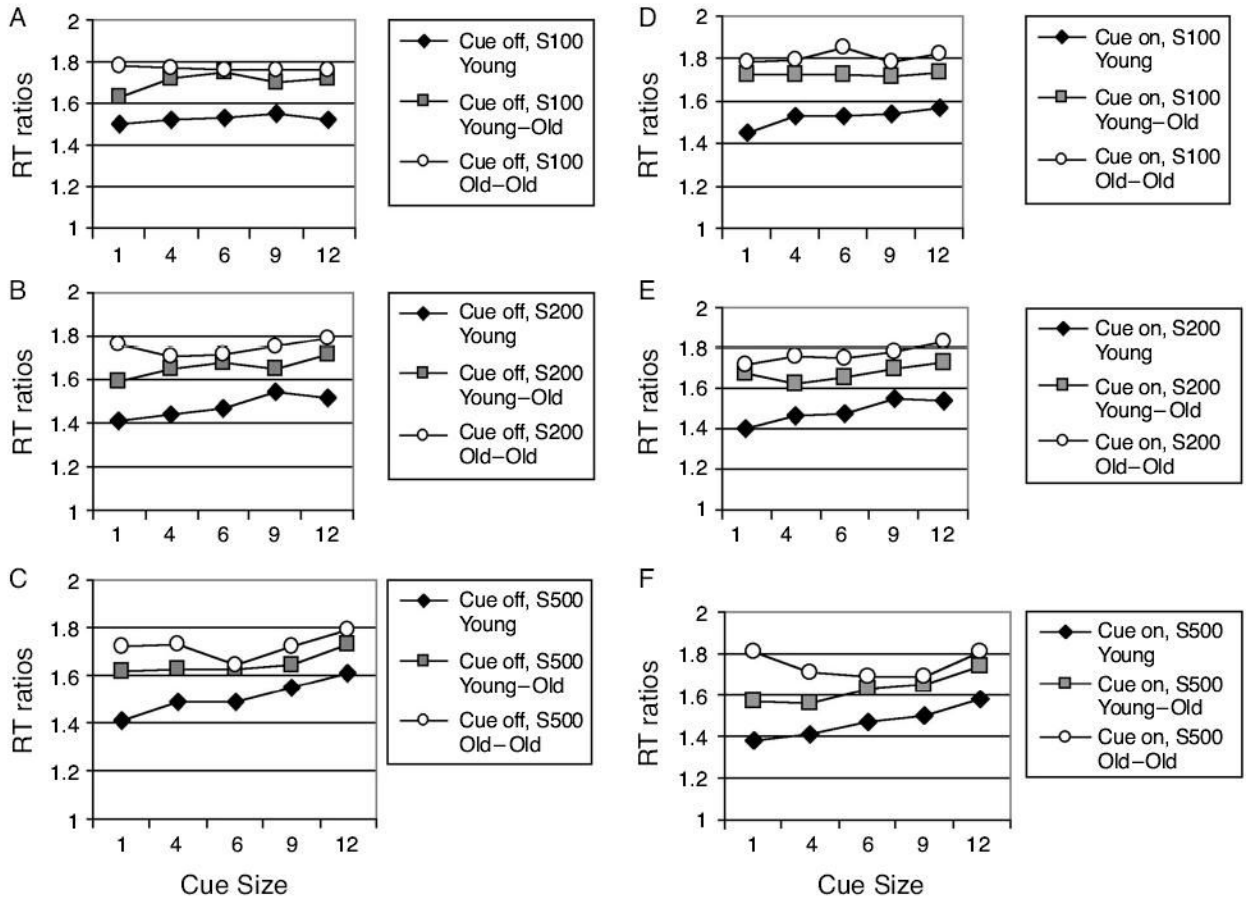 A
RT ratios
2
1.8
1.6
1.4
1.2
1
1 4 6 9 12
Cue off, S100
Young
Cue off, S100
Young–Old
Cue off, S100
Old–Old
D
RT ratios
2
1.8
1.6
1.4
1.2
1
1 4 6 9 12
Cue on, S100
Young
Cue on, S100
Young–Old
Cue on, S100
Old–Old
B
RT ratios
2
1.8
1.6
1.4
1.2
1
1 4 6 9 12
Cue off, S200
Young
Cue off, S200
Young–Old
Cue off, S200
Old–Old
E
RT ratios
2
1.8
1.6
1.4
1.2
1
1 4 6 9 12
Cue on, S200
Young
Cue on, S200
Young–Old
Cue on, S200
Old–Old
C
RT ratios
2
1.8
1.6
1.4
1.2
1
1 4 6 9 12
Cue Size
Cue off, S500
Young
Cue off, S500
Young–Old
Cue off, S500
Old–Old
F
RT ratios
2
1.8
1.6
1.4
1.2
1
1 4 6 9 12
Cue Size
Cue on, S500
Young
Cue on, S500
Young–Old
Cue on, S500
Old–Old